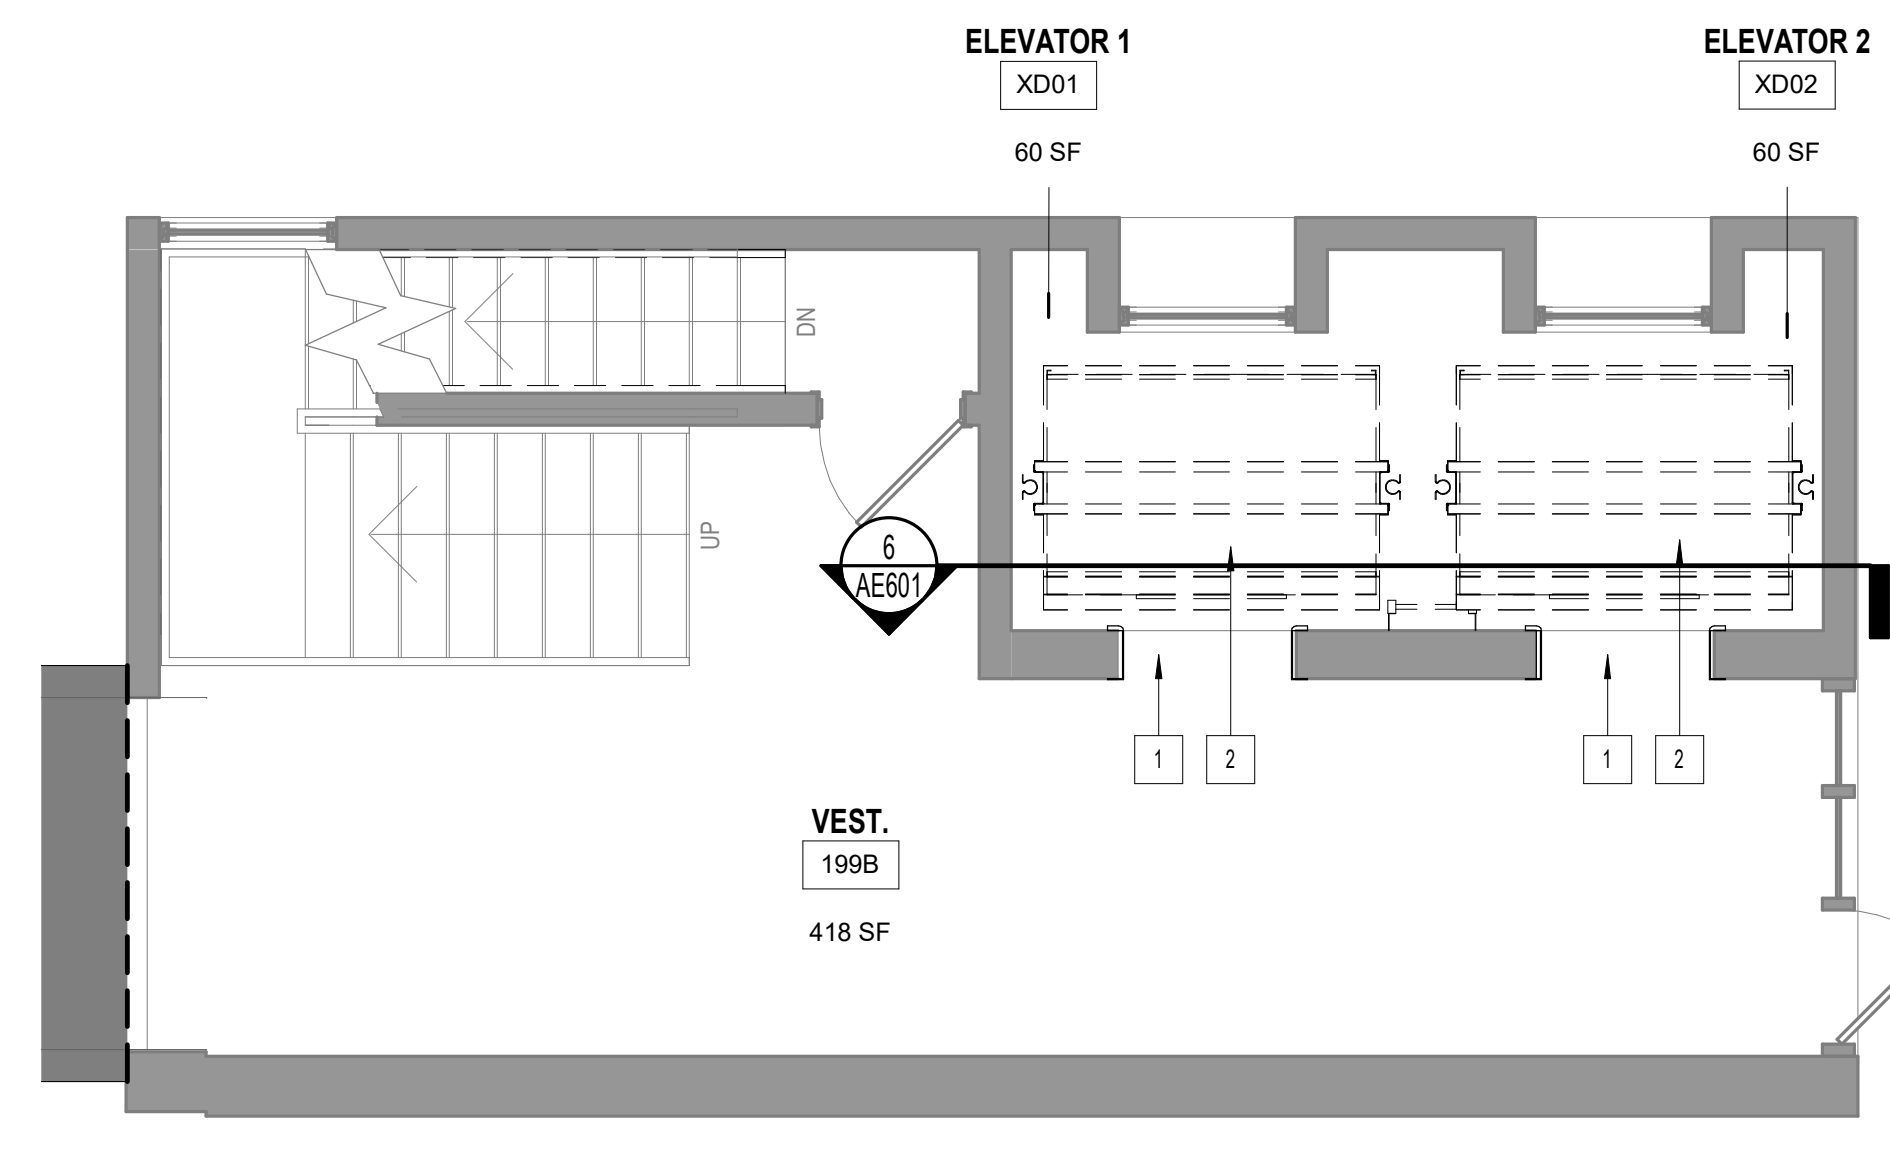 ELEVATOR 1
XD01
60 SF
ELEVATOR 2
XD02
60 SF
DN
UP
6
AE601
1
2
1
2
VEST.
199B
418 SF